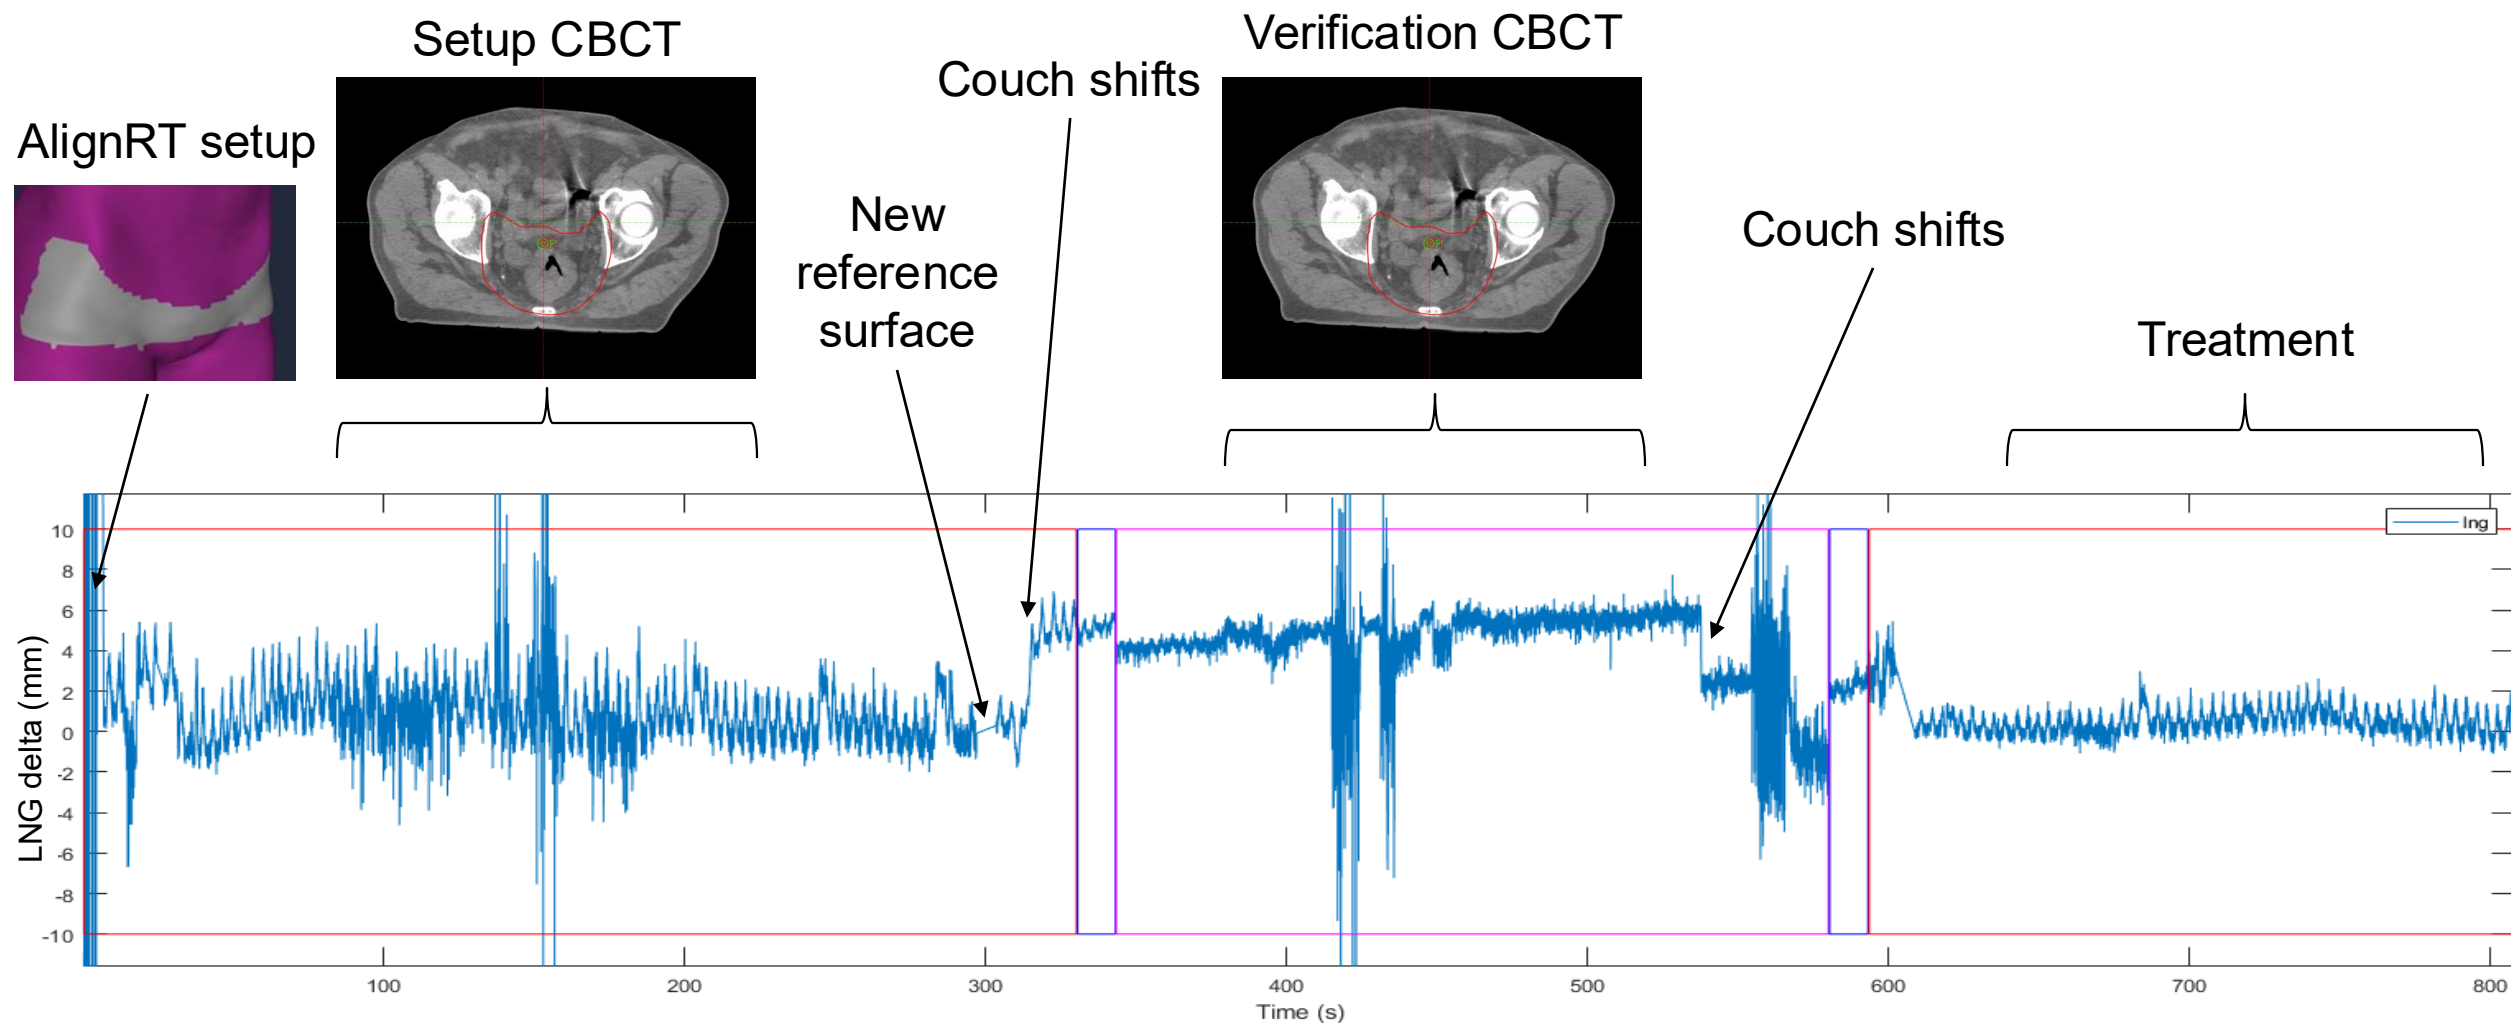 Setup CBCT
Verification CBCT
Couch shifts
AlignRT setup
New
reference
surface
Couch shifts
Treatment
lng
10
8
6
4
2
0
-2
-4
-6
-8
-10
LNG delta (mm)
100
200
300
400
500
600
700
800
Time (s)